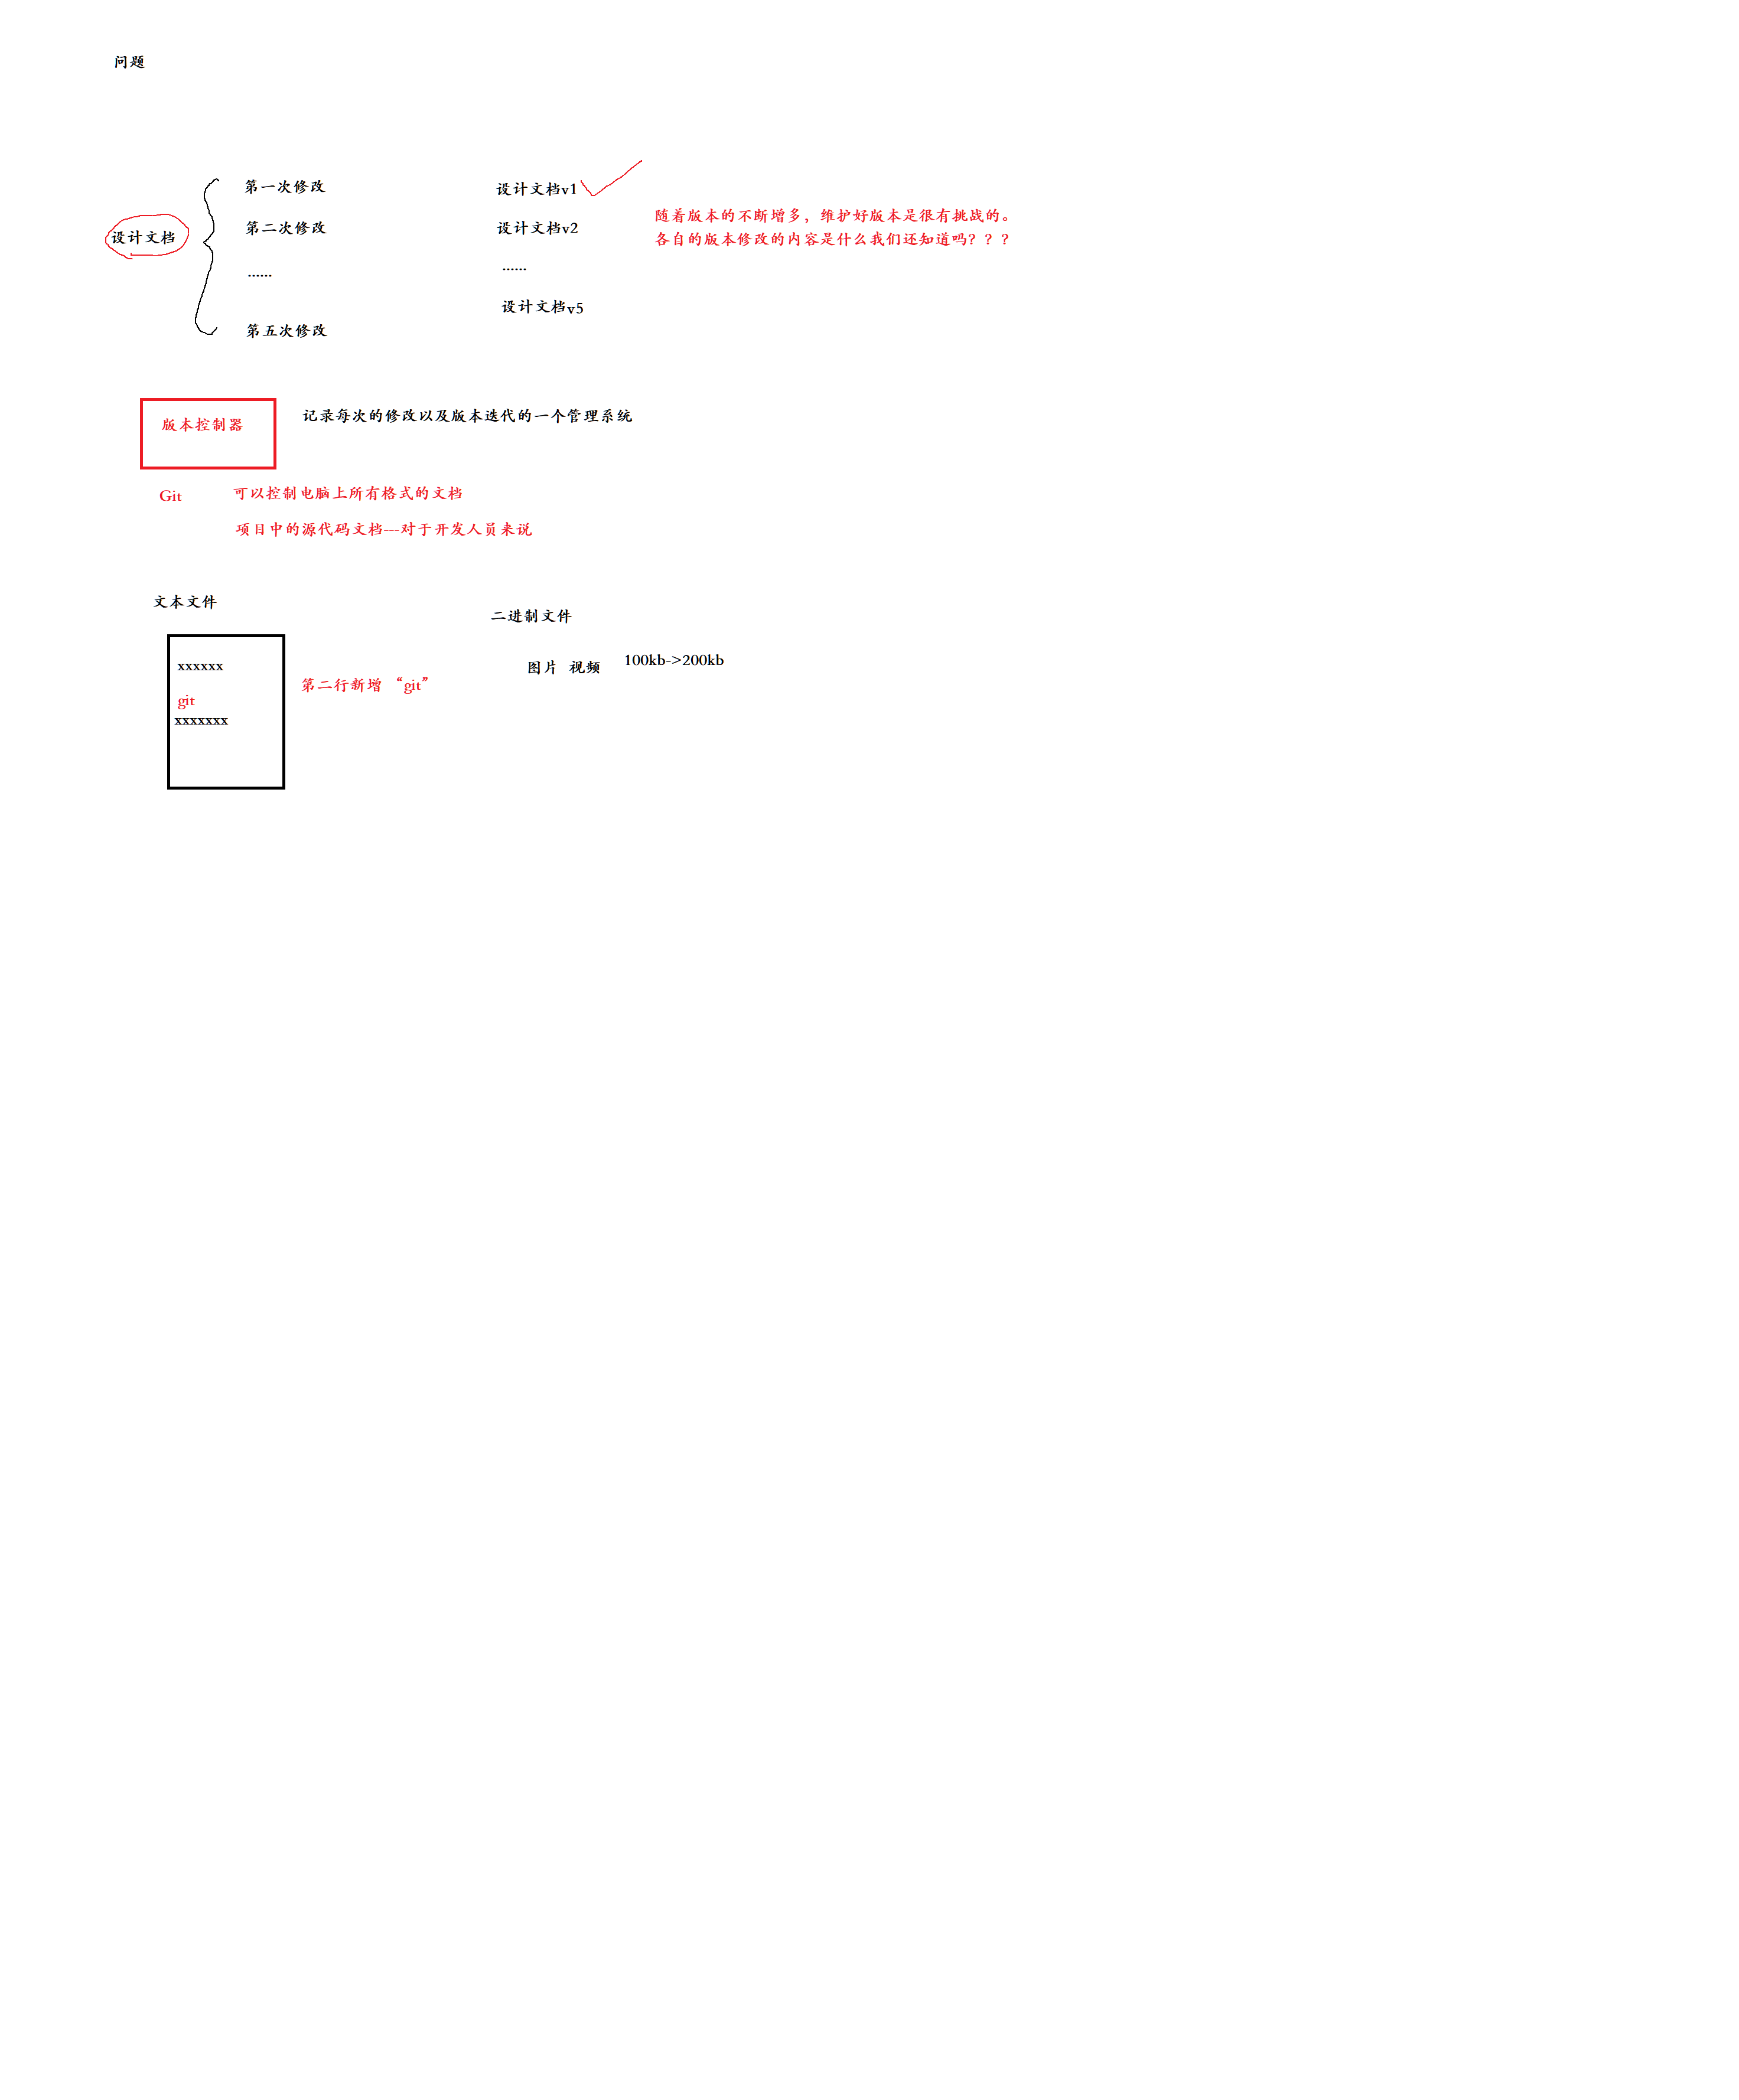 问题
第一次修改
设计文档v1
随着版本的不断增多，维护好版本是很有挑战的。
第二次修改
设计文档v2
设计文档
各自的版本修改的内容是什么我们还知道吗？？？
......
......
设计文档v5
第五次修改
版本控制器
记录每次的修改以及版本迭代的一个管理系统
Git
可以控制电脑上所有格式的文档
项目中的源代码文档---对于开发人员来说
文本文件
二进制文件
xxxxxx
图片 视频
100kb->200kb
第二行新增 “git”
git
xxxxxxx